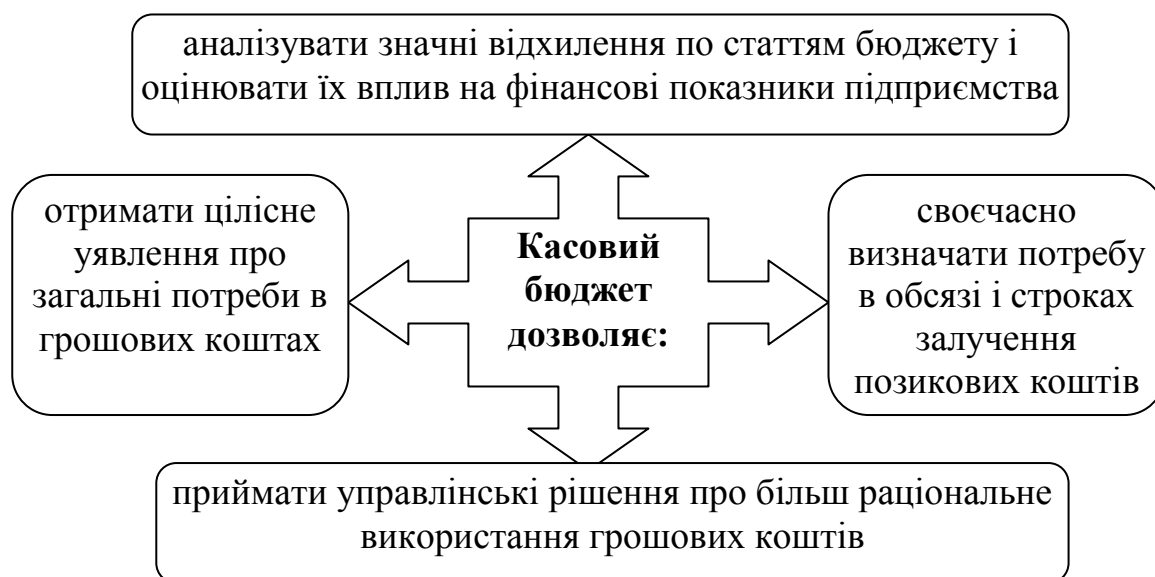 аналізувати значні відхилення по статтям бюджету і
оцінювати їх вплив на фінансові показники підприємства
отримати цілісне
уявлення про
загальні потреби в
грошових коштах
Касовий
бюджет
дозволяє:
своєчасно
визначати потребу
в обсязі і строках
залучення
позикових коштів
приймати управлінські рішення про більш раціональне
використання грошових коштів